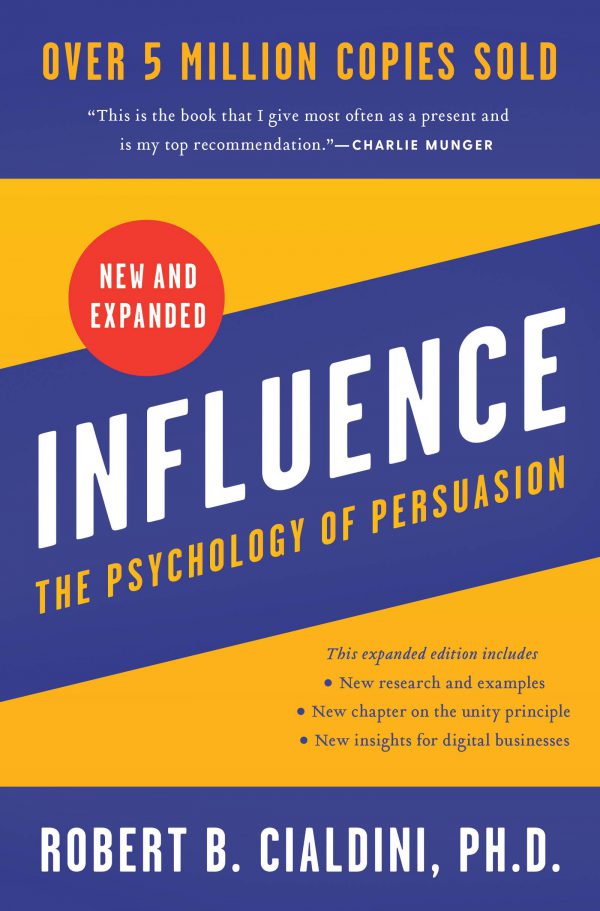 OVER 5 MILLION COPIES SOLD
“This is the book that I give most often as a present and
is my top recommendation.”—CHARLIE MUNGER
NEW AND
EXPANDED
INFLUENCE
THE PSYCHOLOGY OF PERSUASION
This expanded edition includes
• New research and examples
• New chapter on the unity principle
• New insights for digital businesses
ROBERT B. CIALDINI, PH.D.